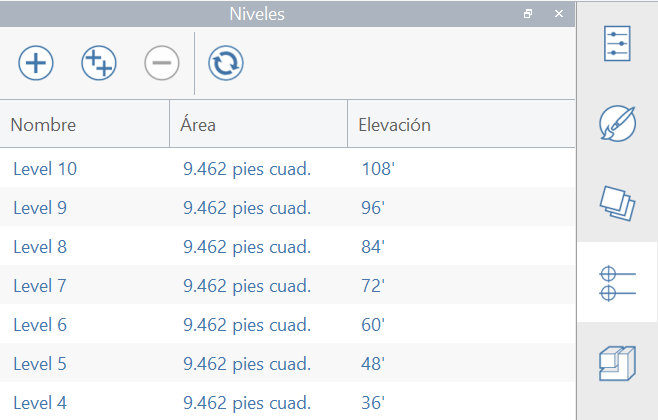 Niveles
Nombre Área Elevación
Level 10 9.462 pies cuad. 108'
Level 9 9.462 pies cuad. 96'
Level 8 9.462 pies cuad. 84'
Level 7 9.462 pies cuad. 72'
Level 6 9.462 pies cuad. 60'
Level 5 9.462 pies cuad. 48'
Level 4 9.462 pies cuad. 36'